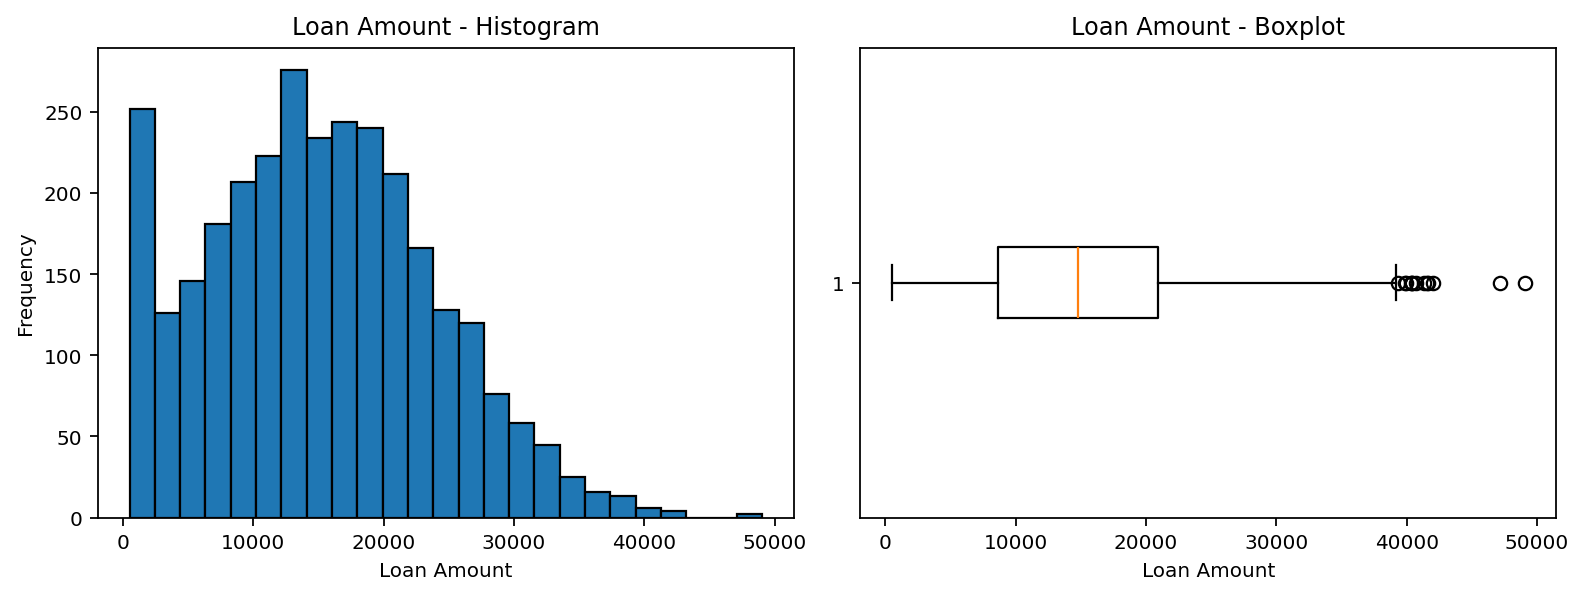 Loan Amount - Histogram
Frequency
250
200
150
100
50
0
0 10000 20000 30000 40000 50000
Loan Amount
Loan Amount - Boxplot
1
0 10000 20000 30000 40000 50000
Loan Amount